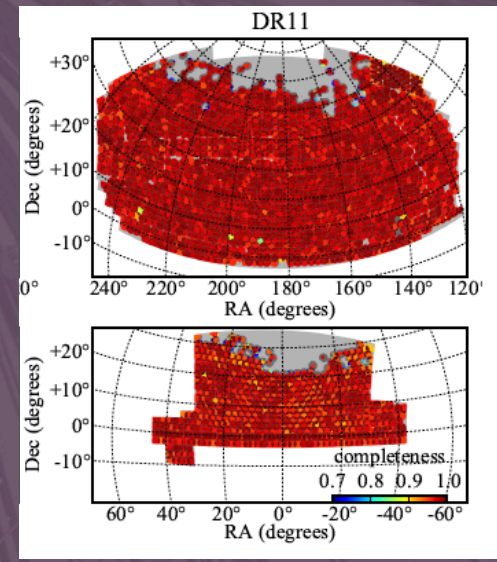 DR11
+30°
+20°
+10°
0°
-10°
Dec (degrees)
0° 240° 220° 200° 180° 160° 140° 120°
RA (degrees)
+20°
+10°
0°
-10°
Dec (degrees)
completeness
0.7 0.8 0.9 1.0
60° 40° 20° 0° -20° -40° -60°
RA (degrees)